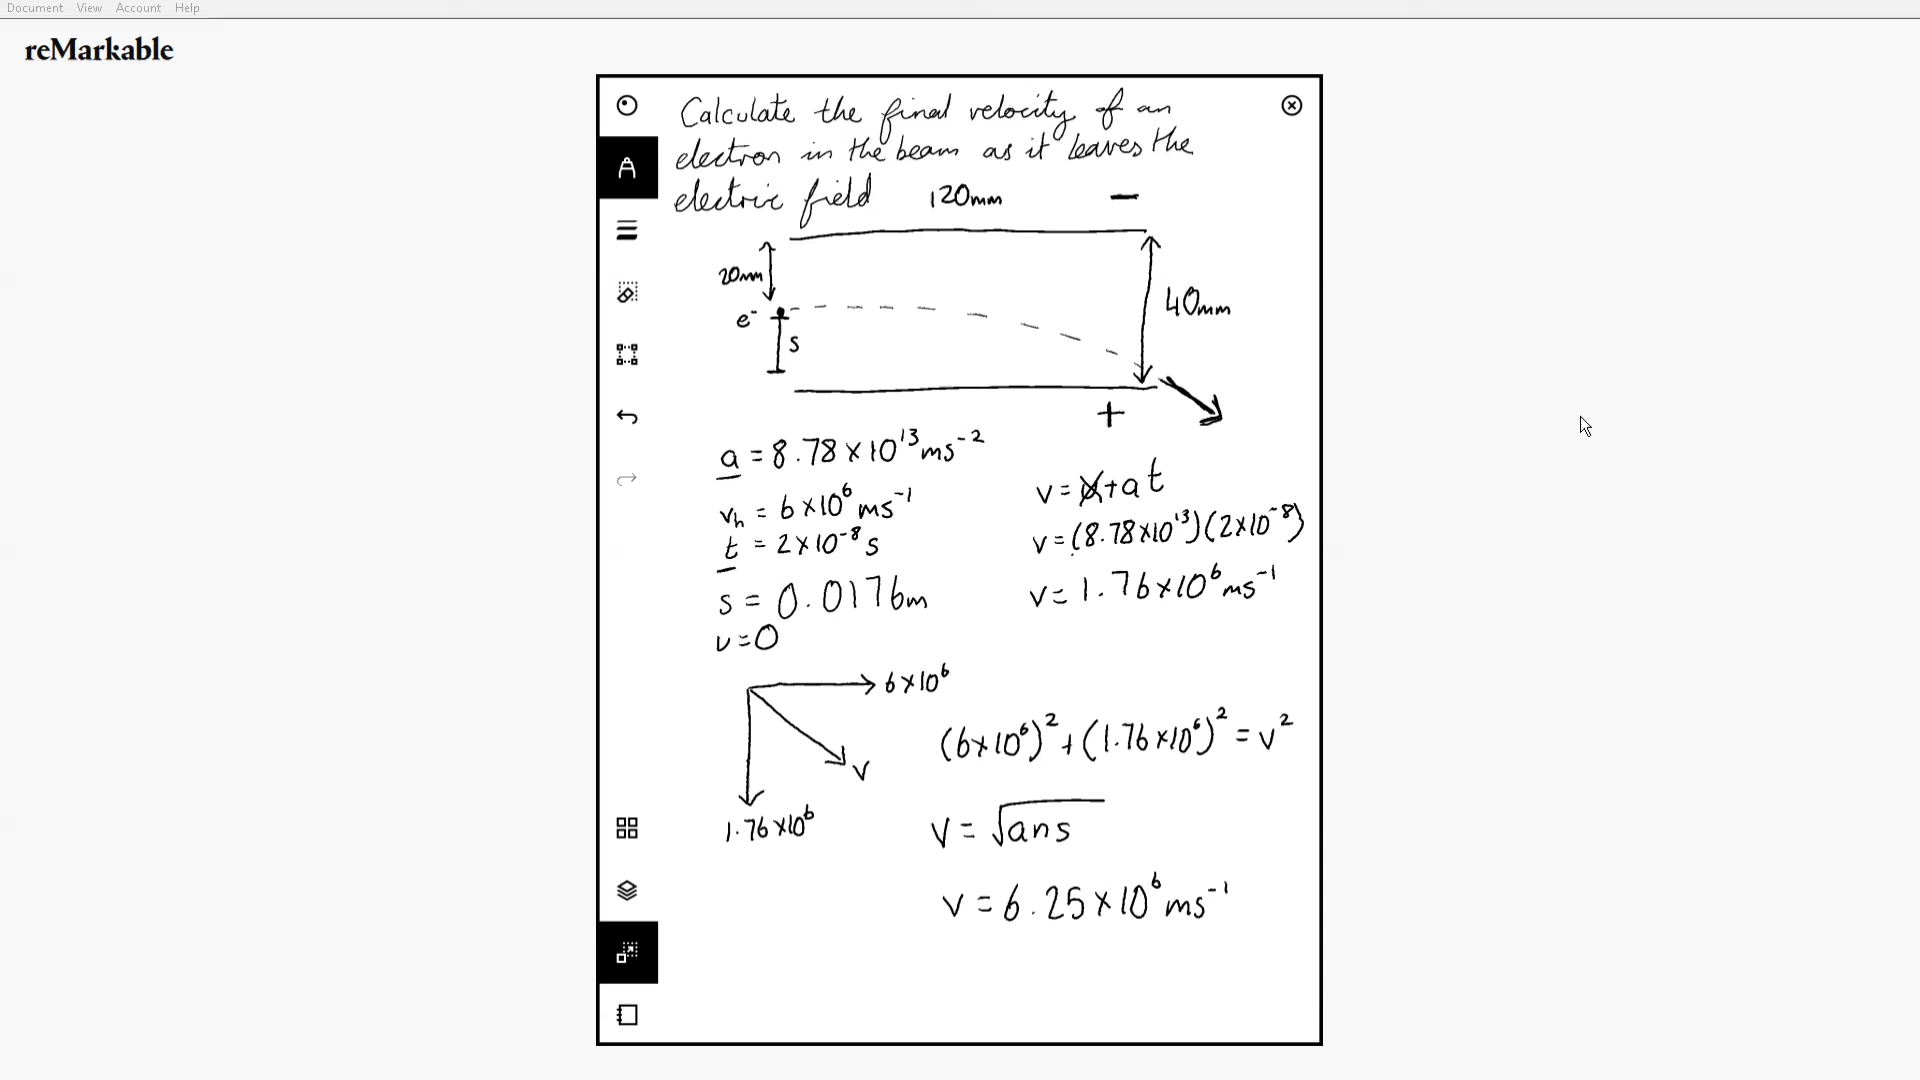 Document View Account Help
reMarkable
Calculate the final velocity of an
electron in the beam as it leaves the
electric field 120mm −
20mm
e⁻
s
40mm
+
a = 8.78 × 10¹³ ms⁻²
vₕ = 6 × 10⁶ ms⁻¹
t = 2 × 10⁻⁸ s
s = 0.0176m
u = 0
v = u + at
v = (8.78×10¹³)(2×10⁻⁸)
v = 1.76 × 10⁶ ms⁻¹
6 × 10⁶
v
1.76 × 10⁶
(6×10⁶)² + (1.76 × 10⁶)² = v²
v = √ans
v = 6.25 × 10⁶ ms⁻¹